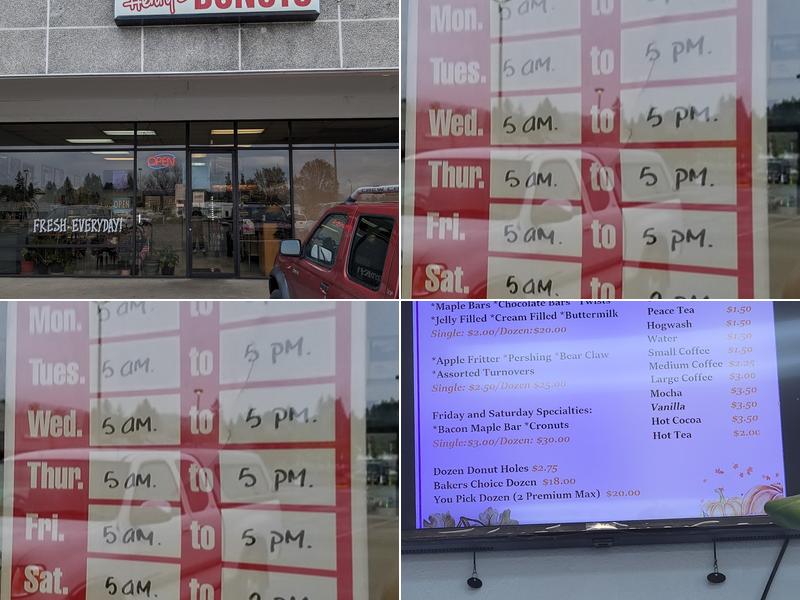 Henry's DONUTS
OPEN
OPEN
FRESH EVERYDAY!
Mon. 5 am. to
Tues. 5 am. to 5 PM.
Wed. 5 am. to 5 PM.
Thur. 5 am. to 5 PM.
Fri. 5 am. to 5 PM.
Sat. 5 am. to
Mon. to
Tues. 5 am. to 5 PM.
Wed. 5 am. to 5 PM.
Thur. 5 am. to 5 PM.
Fri. 5 am. to 5 PM.
Sat. 5 am. to
*Maple Bars *Chocolate Bars *Twists
*Jelly Filled *Cream Filled *Buttermilk
Single: $2.00/Dozen:$20.00
*Apple Fritter *Pershing *Bear Claw
*Assorted Turnovers
Single: $2.50/Dozen $25.00
Friday and Saturday Specialties:
*Bacon Maple Bar *Cronuts
Single:$3.00/Dozen: $30.00
Dozen Donut Holes $2.75
Bakers Choice Dozen $18.00
You Pick Dozen (2 Premium Max) $20.00
Peace Tea $1.50
Hogwash $1.50
Water $1.50
Small Coffee $1.50
Medium Coffee $2.25
Large Coffee $3.00
Mocha $3.50
Vanilla $3.50
Hot Cocoa $3.50
Hot Tea $2.00